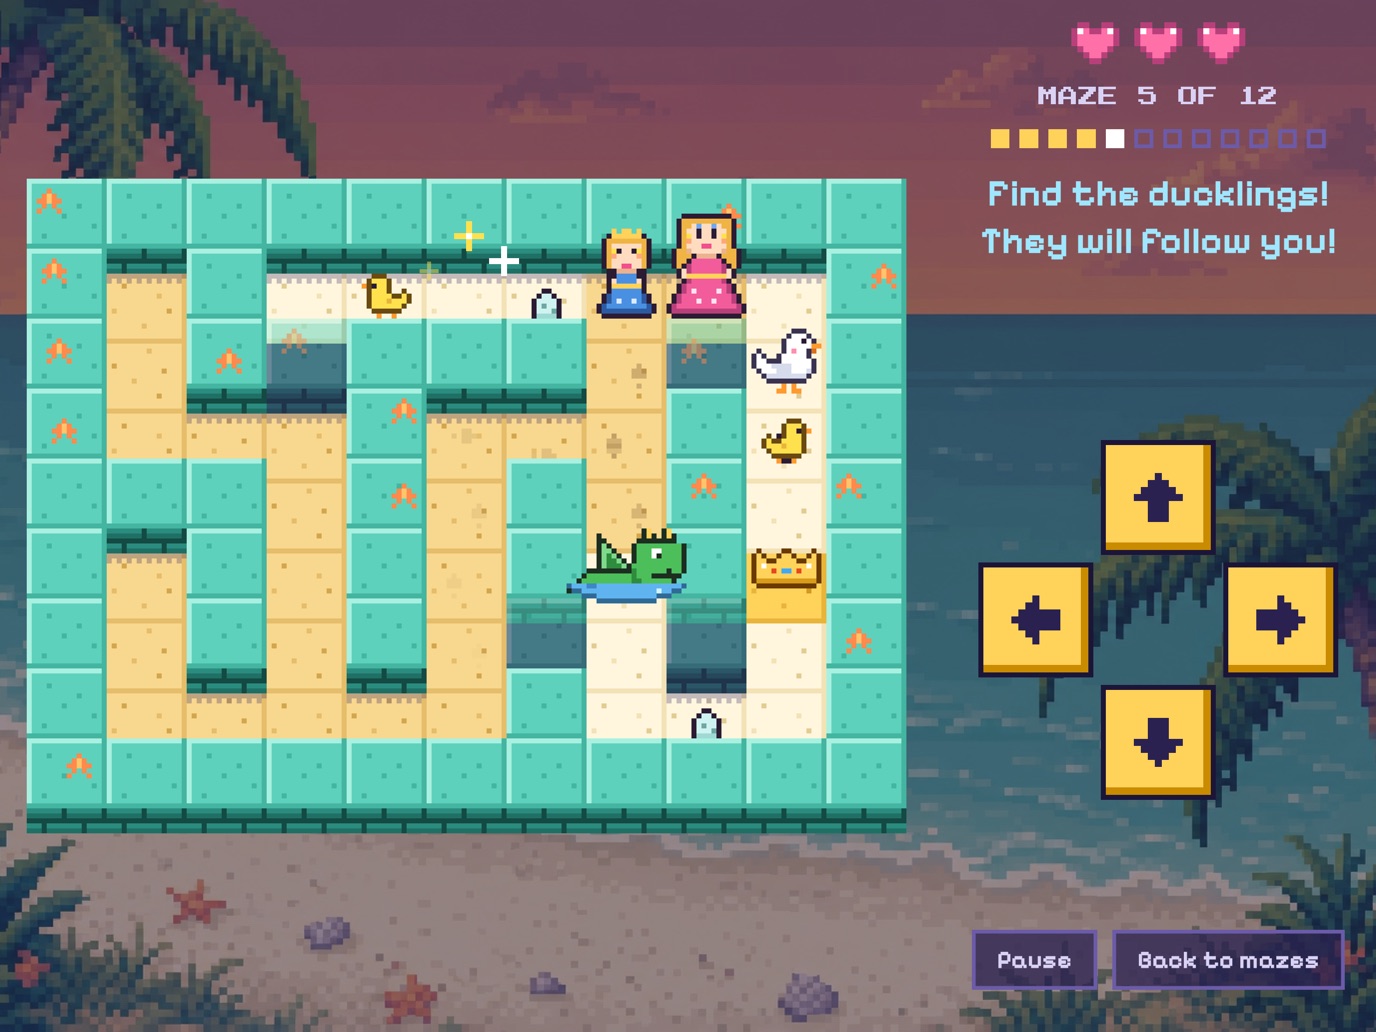 MAZE 5 OF 12
Find the ducklings!
They will follow you!
Pause
Back to mazes